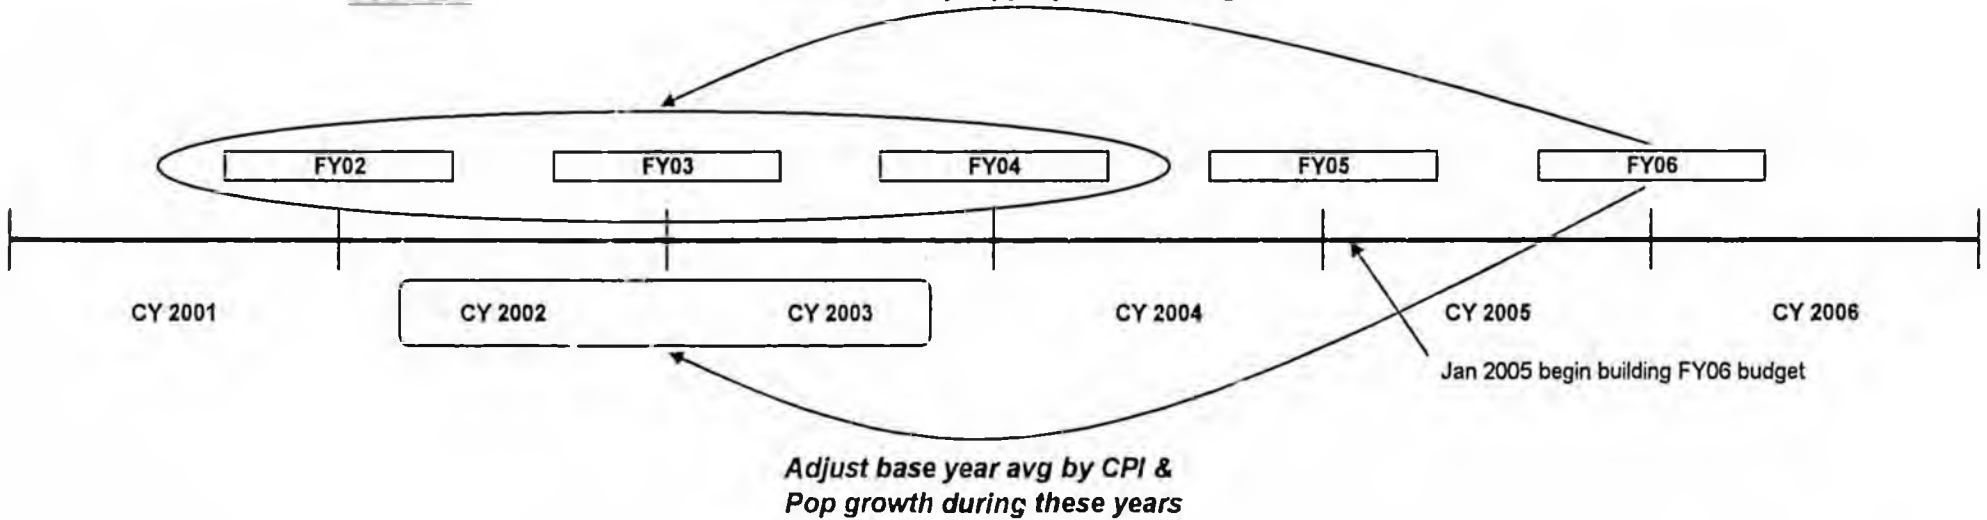 FY02 FY03 FY04 FY05 FY06
CY 2001 CY 2002 CY 2003 CY 2004 CY 2005 CY 2006
Jan 2005 begin building FY06 budget
Adjust base year avg by CPI &
Pop growth during these years